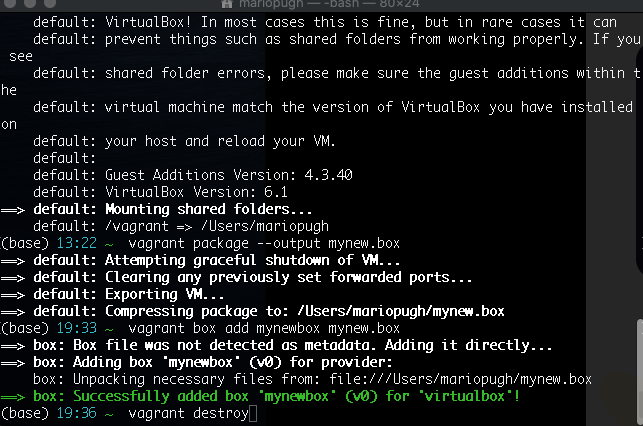 mariopugh — -bash — 80×24
default: VirtualBox! In most cases this is fine, but in rare cases it can
default: prevent things such as shared folders from working properly. If you
see
default: shared folder errors, please make sure the guest additions within t
he
default: virtual machine match the version of VirtualBox you have installed
on
default: your host and reload your VM.
default:
default: Guest Additions Version: 4.3.40
default: VirtualBox Version: 6.1
==> default: Mounting shared folders...
default: /vagrant => /Users/mariopugh
(base) 13:22 ~ vagrant package --output mynew.box
==> default: Attempting graceful shutdown of VM...
==> default: Clearing any previously set forwarded ports...
==> default: Exporting VM...
==> default: Compressing package to: /Users/mariopugh/mynew.box
(base) 19:33 ~ vagrant box add mynewbox mynew.box
==> box: Box file was not detected as metadata. Adding it directly...
==> box: Adding box 'mynewbox' (v0) for provider:
box: Unpacking necessary files from: file:///Users/mariopugh/mynew.box
==> box: Successfully added box 'mynewbox' (v0) for 'virtualbox'!
(base) 19:36 ~ vagrant destroy